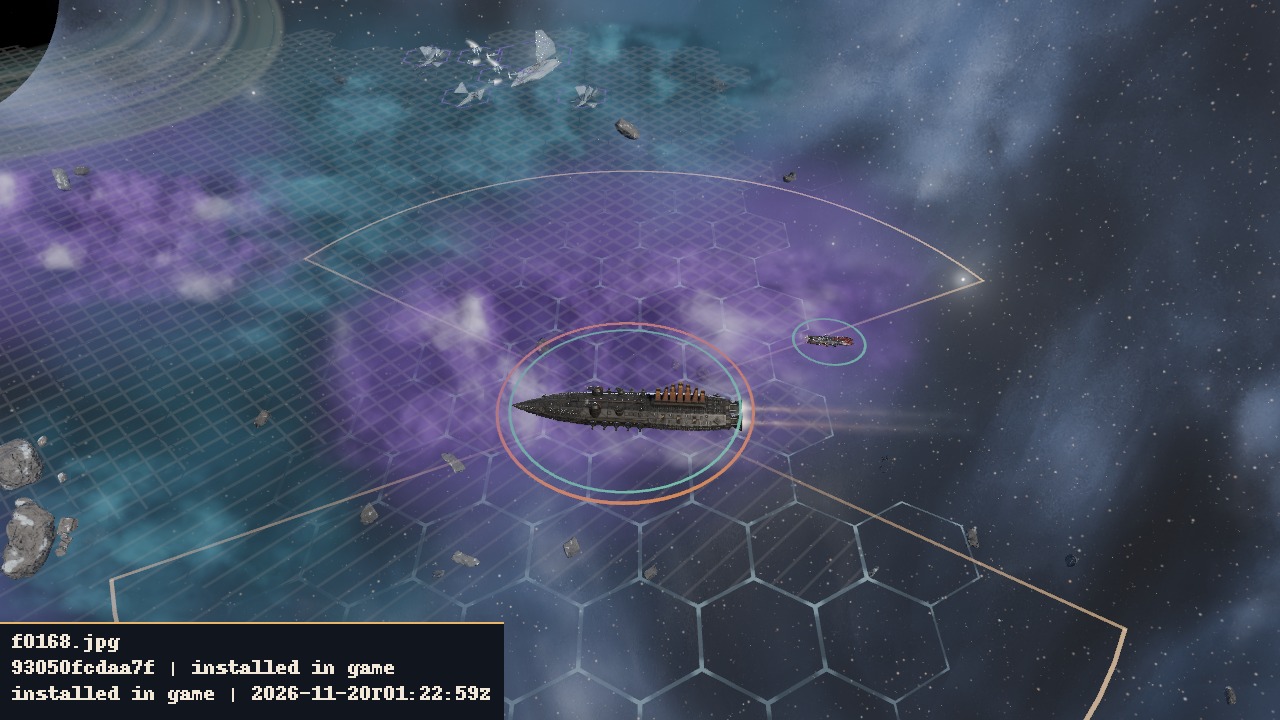 f0168.jpg
93050fcdaa7f | installed in game
installed in game | 2026-11-20T01:22:59z